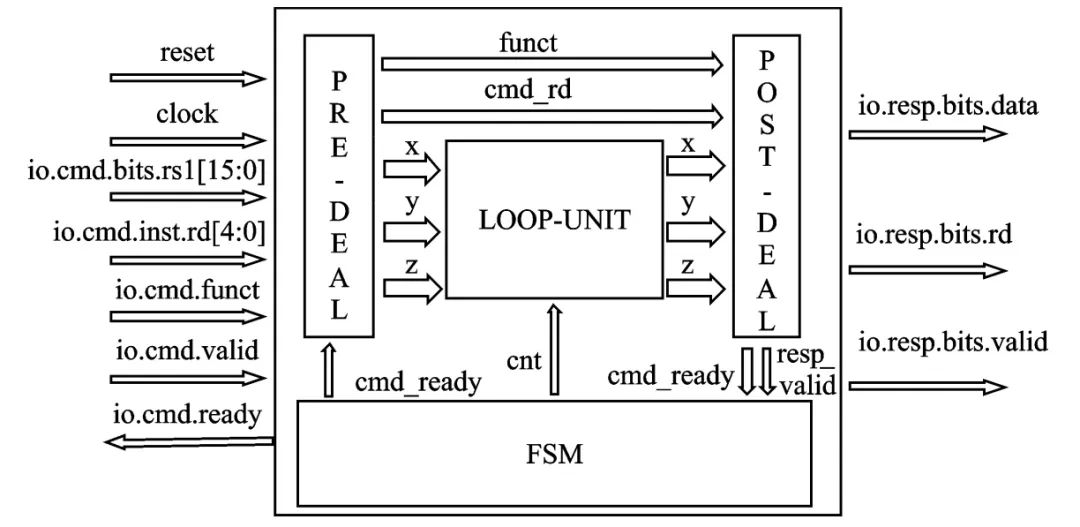 reset
clock
io.cmd.bits.rs1[15:0]
io.cmd.inst.rd[4:0]
io.cmd.funct
io.cmd.valid
io.cmd.ready
PRE-DEAL
funct
cmd_rd
x
y
z
LOOP-UNIT
x
y
z
POST-DEAL
cmd_ready
cnt
cmd_ready
resp_
valid
FSM
io.resp.bits.data
io.resp.bits.rd
io.resp.bits.valid